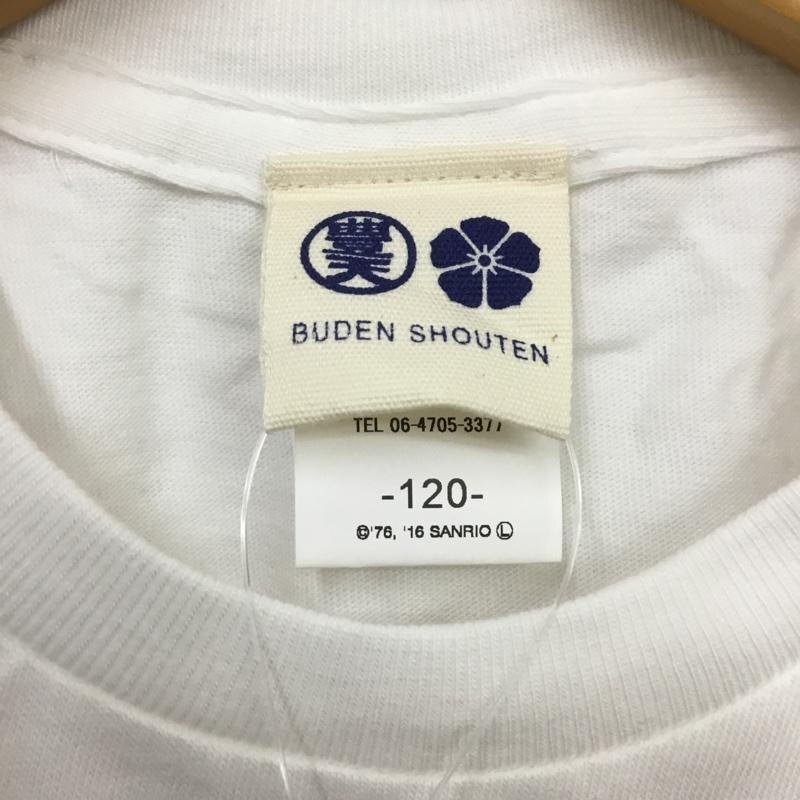 BUDEN SHOUTEN
TEL 06-4705-3377
-120-
©'76, '16 SANRIO Ⓛ